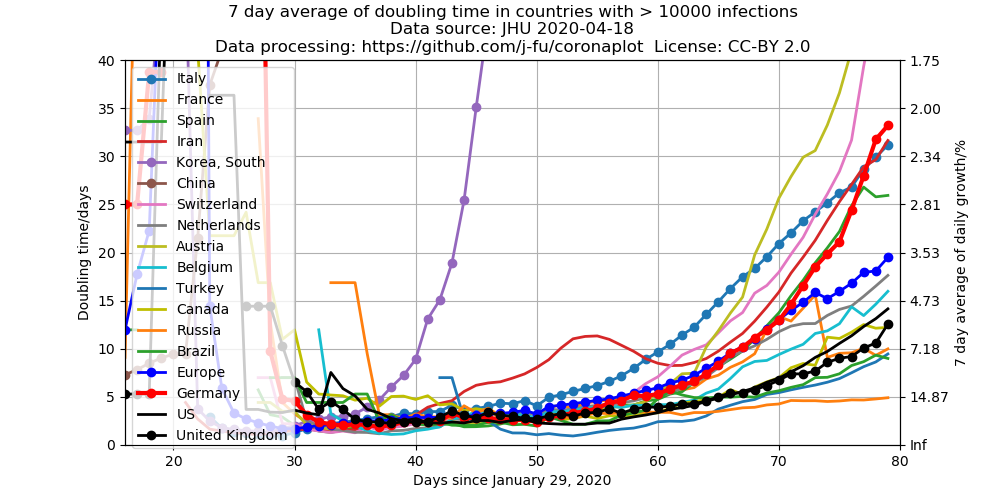 7 day average of doubling time in countries with > 10000 infections
Data source: JHU 2020-04-18
Data processing: https://github.com/j-fu/coronaplot  License: CC-BY 2.0
Doubling time/days
40
35
30
25
20
15
10
5
0
Italy
France
Spain
Iran
Korea, South
China
Switzerland
Netherlands
Austria
Belgium
Turkey
Canada
Russia
Brazil
Europe
Germany
US
United Kingdom
1.75
2.00
2.34
2.81
3.53
4.73
7.18
14.87
Inf
7 day average of daily growth/%
20
30
40
50
60
70
80
Days since January 29, 2020